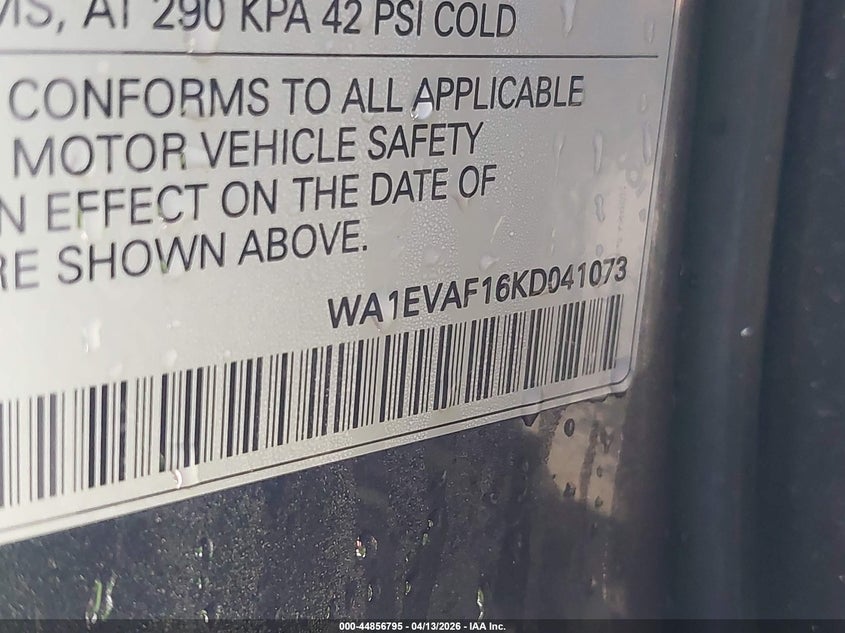 MS, AT 290 KPA 42 PSI COLD
CONFORMS TO ALL APPLICABLE
MOTOR VEHICLE SAFETY
N EFFECT ON THE DATE OF
RE SHOWN ABOVE.
WA1EVAF16KD041073
000-44856795 - 04/13/2026 - IAA Inc.